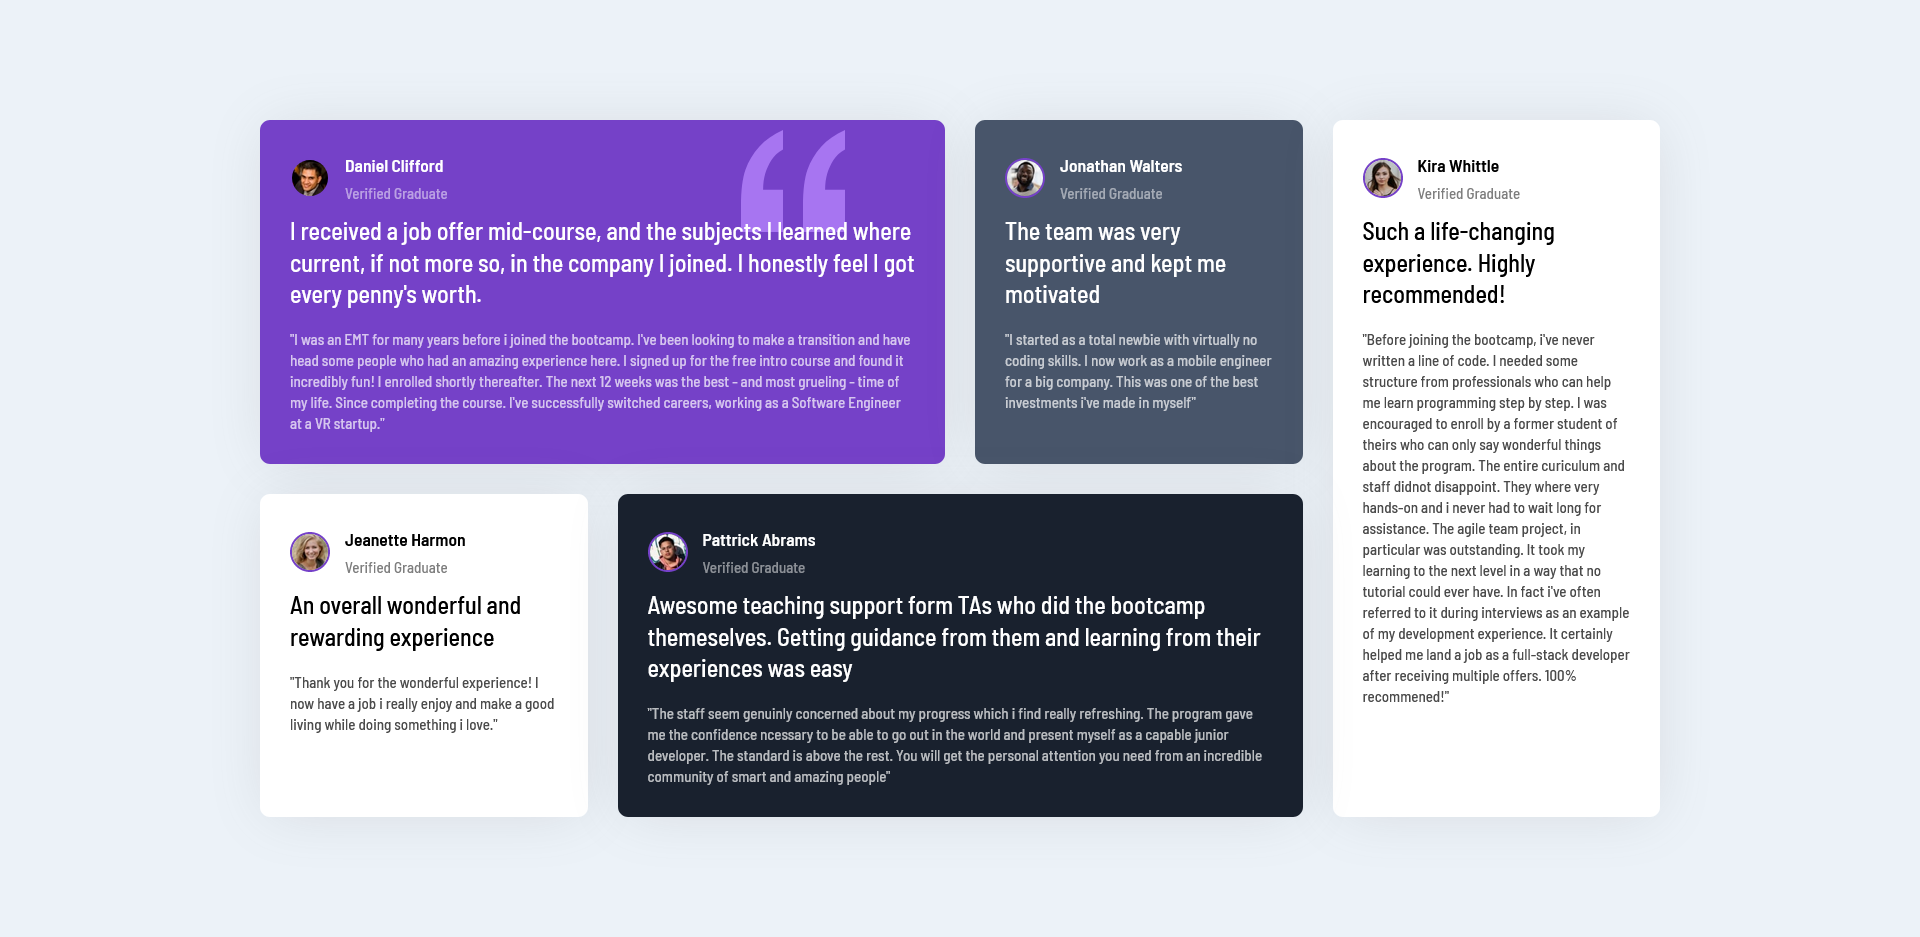 Daniel Clifford
Verified Graduate
I received a job offer mid-course, and the subjects I learned where
current, if not more so, in the company I joined. I honestly feel I got
every penny's worth.
"I was an EMT for many years before i joined the bootcamp. I've been looking to make a transition and have
head some people who had an amazing experience here. I signed up for the free intro course and found it
incredibly fun! I enrolled shortly thereafter. The next 12 weeks was the best - and most grueling - time of
my life. Since completing the course. I've successfully switched careers, working as a Software Engineer
at a VR startup."
Jonathan Walters
Verified Graduate
The team was very
supportive and kept me
motivated
"I started as a total newbie with virtually no
coding skills. I now work as a mobile engineer
for a big company. This was one of the best
investments i've made in myself"
Kira Whittle
Verified Graduate
Such a life-changing
experience. Highly
recommended!
"Before joining the bootcamp, i've never
written a line of code. I needed some
structure from professionals who can help
me learn programming step by step. I was
encouraged to enroll by a former student of
theirs who can only say wonderful things
about the program. The entire curiculum and
staff didnot disappoint. They where very
hands-on and i never had to wait long for
assistance. The agile team project, in
particular was outstanding. It took my
learning to the next level in a way that no
tutorial could ever have. In fact i've often
referred to it during interviews as an example
of my development experience. It certainly
helped me land a job as a full-stack developer
after receiving multiple offers. 100%
recommened!"
Jeanette Harmon
Verified Graduate
An overall wonderful and
rewarding experience
"Thank you for the wonderful experience! I
now have a job i really enjoy and make a good
living while doing something i love."
Pattrick Abrams
Verified Graduate
Awesome teaching support form TAs who did the bootcamp
themeselves. Getting guidance from them and learning from their
experiences was easy
"The staff seem genuinly concerned about my progress which i find really refreshing. The program gave
me the confidence ncessary to be able to go out in the world and present myself as a capable junior
developer. The standard is above the rest. You will get the personal attention you need from an incredible
community of smart and amazing people"